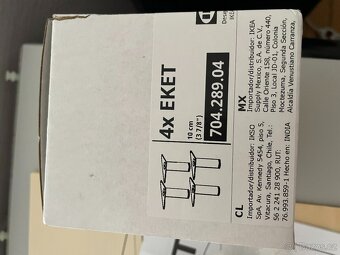 4x EKET
10 cm
(3 7/8")
704.289.04
MX
Importador/distribuidor: IKEA
Supply Mexico, S.A. de C.V.,
Calle Oriente 158, número 440,
Piso 3, Local JD-01, Colonia
Moctezuma, Segunda Sección,
Alcaldía Venustiano Carranza,
CL
Importador/distribuidor: IKSO
SpA, Av. Kennedy 5454, piso 5,
Vitacura, Santiago, Chile, Tel.:
56 2 241 28 900, RUT:
76.993.859-1 Hecho en: INDIA